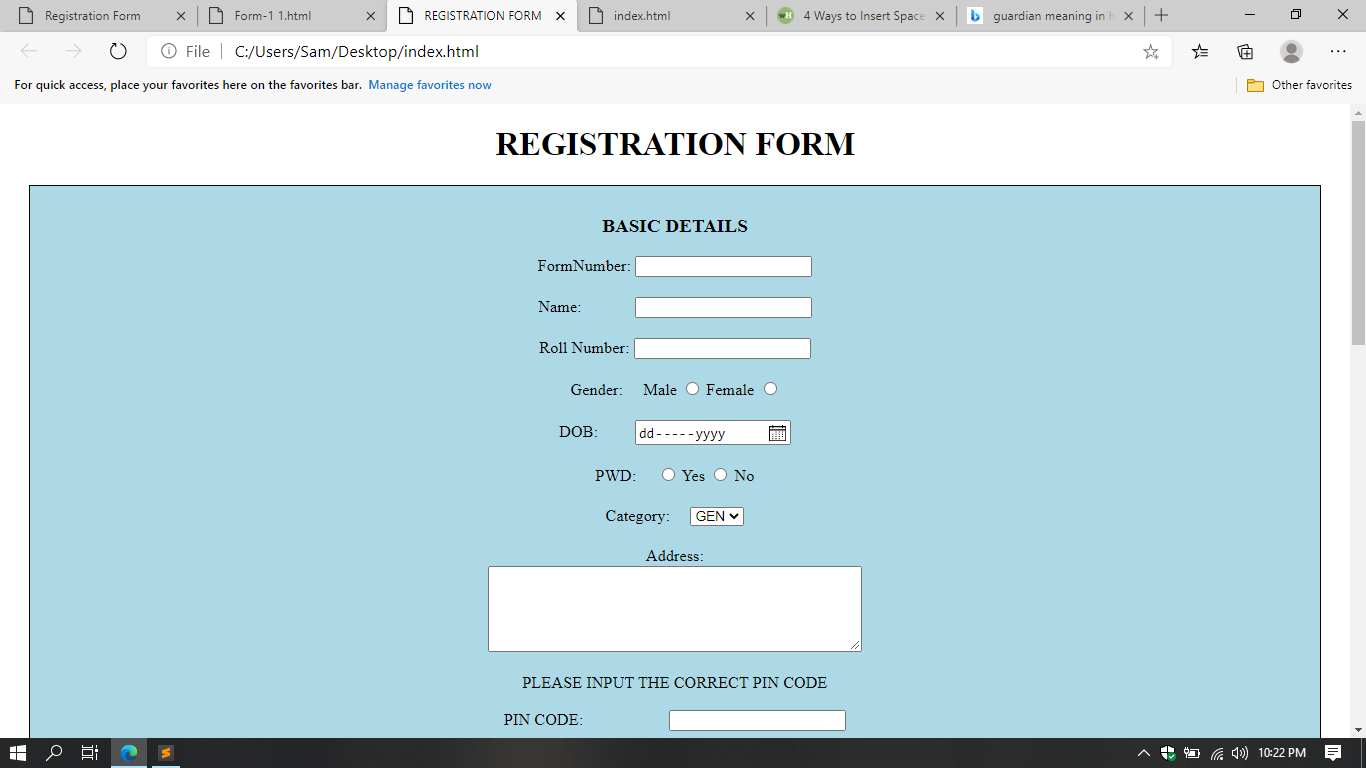 Registration Form
Form-1 1.html
REGISTRATION FORM
index.html
4 Ways to Insert Space
guardian meaning in h
File
C:/Users/Sam/Desktop/index.html
For quick access, place your favorites here on the favorites bar. Manage favorites now
Other favorites
REGISTRATION FORM
BASIC DETAILS
FormNumber:
Name:
Roll Number:
Gender: Male Female
DOB: dd-----yyyy
PWD: Yes No
Category: GEN
Address:
PLEASE INPUT THE CORRECT PIN CODE
PIN CODE:
10:22 PM